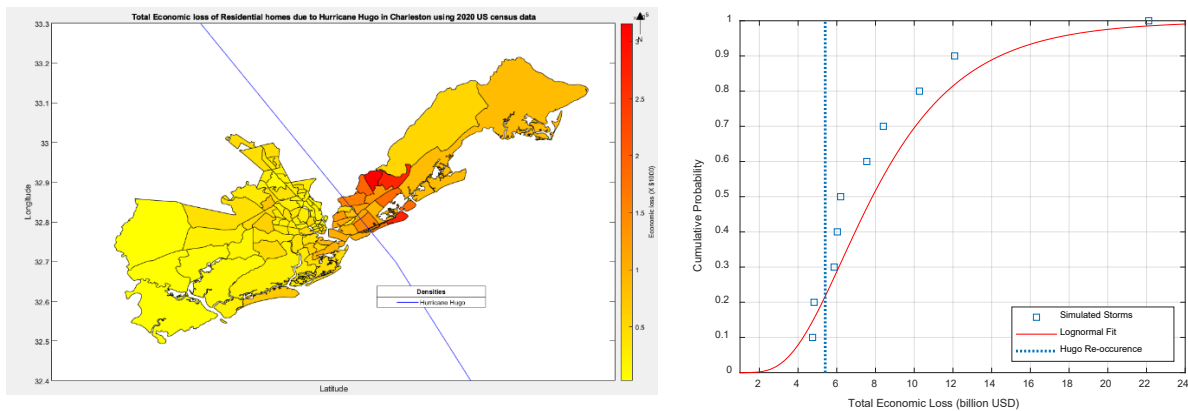 Total Economic loss of Residential homes due to Hurricane Hugo in Charleston using 2020 US census data
33.3
33.2
33.1
33
32.9
32.8
32.7
32.6
32.5
32.4
Longitude
Latitude
Densities
Hurricane Hugo
N
3
2.5
2
1.5
1
0.5
Economic loss (X $1000)
1
0.9
0.8
0.7
0.6
0.5
0.4
0.3
0.2
0.1
0
Cumulative Probability
Simulated Storms
Lognormal Fit
Hugo Re-occurence
2 4 6 8 10 12 14 16 18 20 22 24
Total Economic Loss (billion USD)